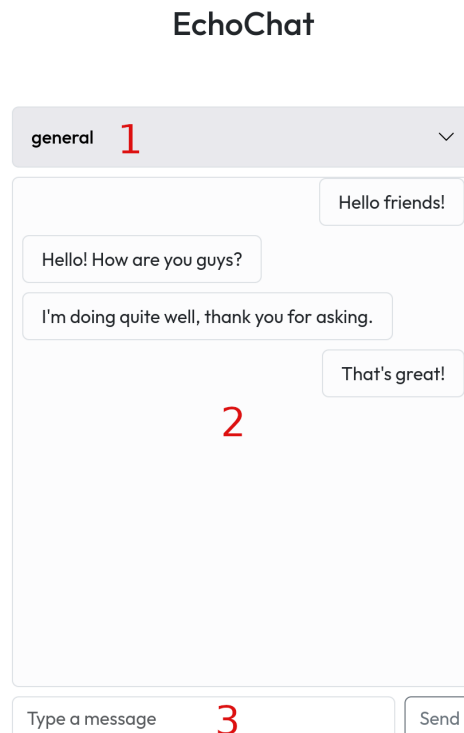 EchoChat
general 1
Hello friends!
Hello! How are you guys?
I'm doing quite well, thank you for asking.
That's great!
2
Type a message 3 Send